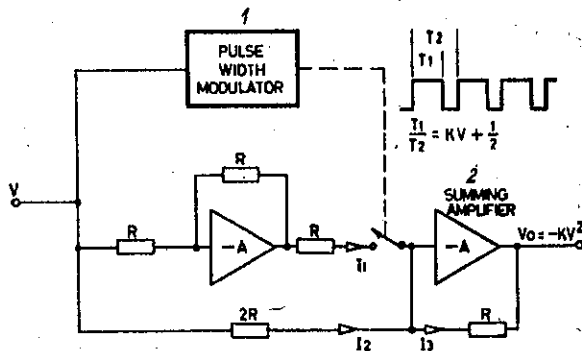 1
PULSE
WIDTH
MODULATOR
T2
T1
T1/T2 = KV + 1/2
V
R
R
-A
R
I1
2R
I2
2
SUMMING
AMPLIFIER
-A
Vo = -KV²
I3
R